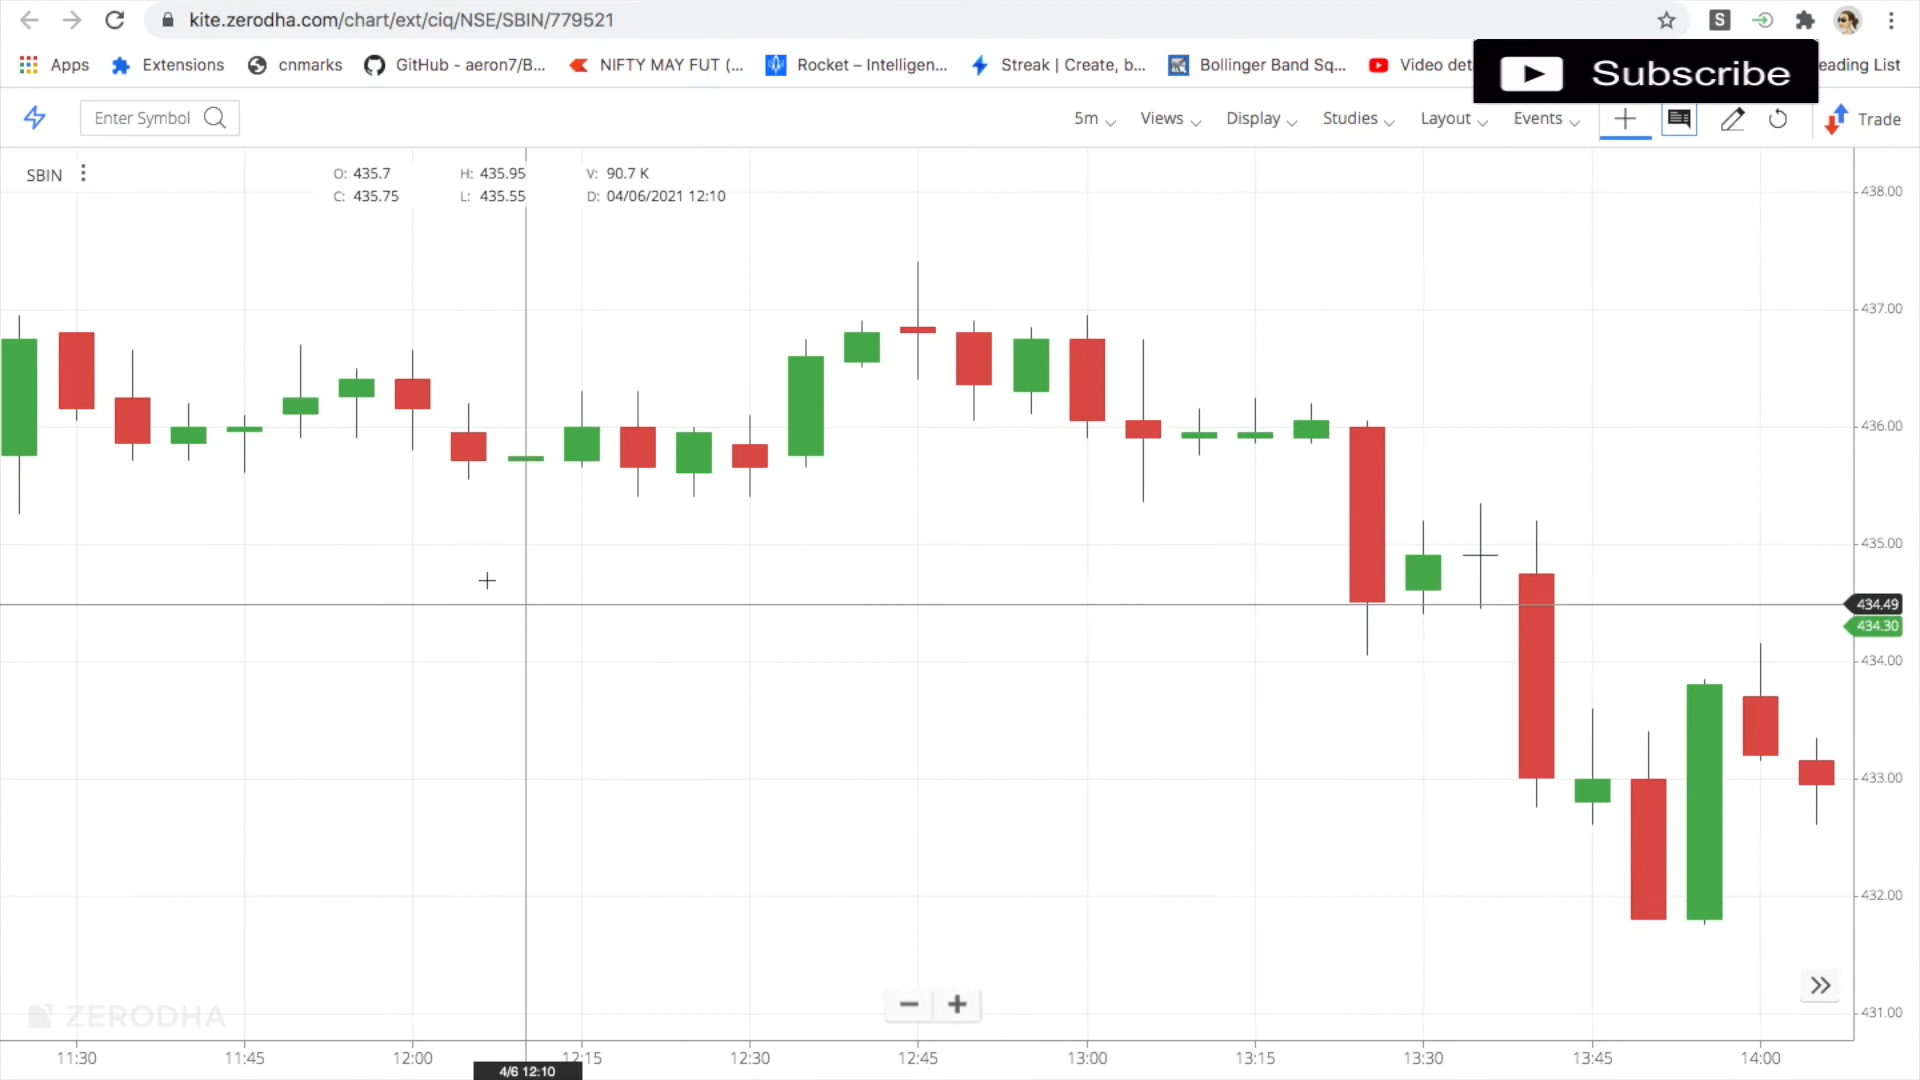 kite.zerodha.com/chart/ext/ciq/NSE/SBIN/779521
S
Apps Extensions cnmarks GitHub - aeron7/B... NIFTY MAY FUT (... Rocket – Intelligen... Streak | Create, b... Bollinger Band Sq... Video det eading List
Subscribe
Enter Symbol 5m Views Display Studies Layout Events Trade
SBIN O: 435.7 H: 435.95 V: 90.7 K
C: 435.75 L: 435.55 D: 04/06/2021 12:10
438.00
437.00
436.00
435.00
434.49
434.30
434.00
433.00
432.00
431.00
ZERODHA
11:30 11:45 12:00 12:15 12:30 12:45 13:00 13:15 13:30 13:45 14:00
4/6 12:10